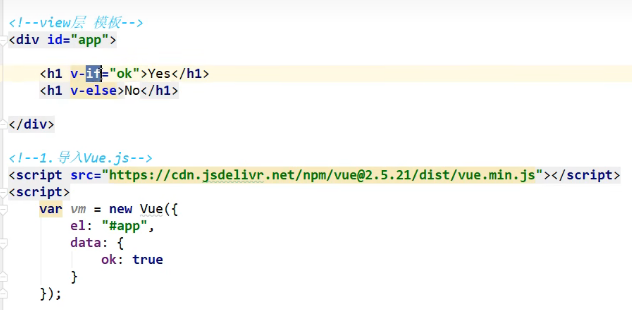 <!--view层 模板-->
<div id="app">
<h1 v-if="ok">Yes</h1>
<h1 v-else>No</h1>
</div>
<!--1.导入Vue.js-->
<script src="https://cdn.jsdelivr.net/npm/vue@2.5.21/dist/vue.min.js"></script>
<script>
var vm = new Vue({
el: "#app",
data: {
ok: true
}
});